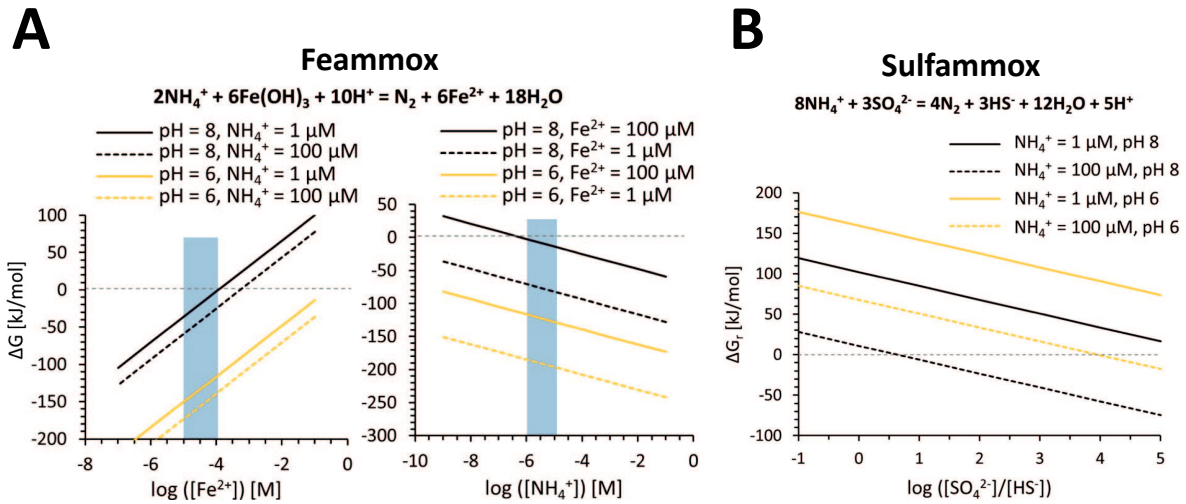 A
Feammox
2NH₄⁺ + 6Fe(OH)₃ + 10H⁺ = N₂ + 6Fe²⁺ + 18H₂O
pH = 8, NH₄⁺ = 1 µM
pH = 8, NH₄⁺ = 100 µM
pH = 6, NH₄⁺ = 1 µM
pH = 6, NH₄⁺ = 100 µM
ΔG [kJ/mol]
100
50
0
-50
-100
-150
-200
-8
-6
-4
-2
0
log ([Fe²⁺]) [M]
pH = 8, Fe²⁺ = 100 µM
pH = 8, Fe²⁺ = 1 µM
pH = 6, Fe²⁺ = 100 µM
pH = 6, Fe²⁺ = 1 µM
50
0
-50
-100
-150
-200
-250
-300
-10
-8
-6
-4
-2
0
log ([NH₄⁺]) [M]
B
Sulfammox
8NH₄⁺ + 3SO₄²⁻ = 4N₂ + 3HS⁻ + 12H₂O + 5H⁺
NH₄⁺ = 1 µM, pH 8
NH₄⁺ = 100 µM, pH 8
NH₄⁺ = 1 µM, pH 6
NH₄⁺ = 100 µM, pH 6
ΔGᵣ [kJ/mol]
200
150
100
50
0
-50
-100
-1
0
1
2
3
4
5
log ([SO₄²⁻]/[HS⁻])